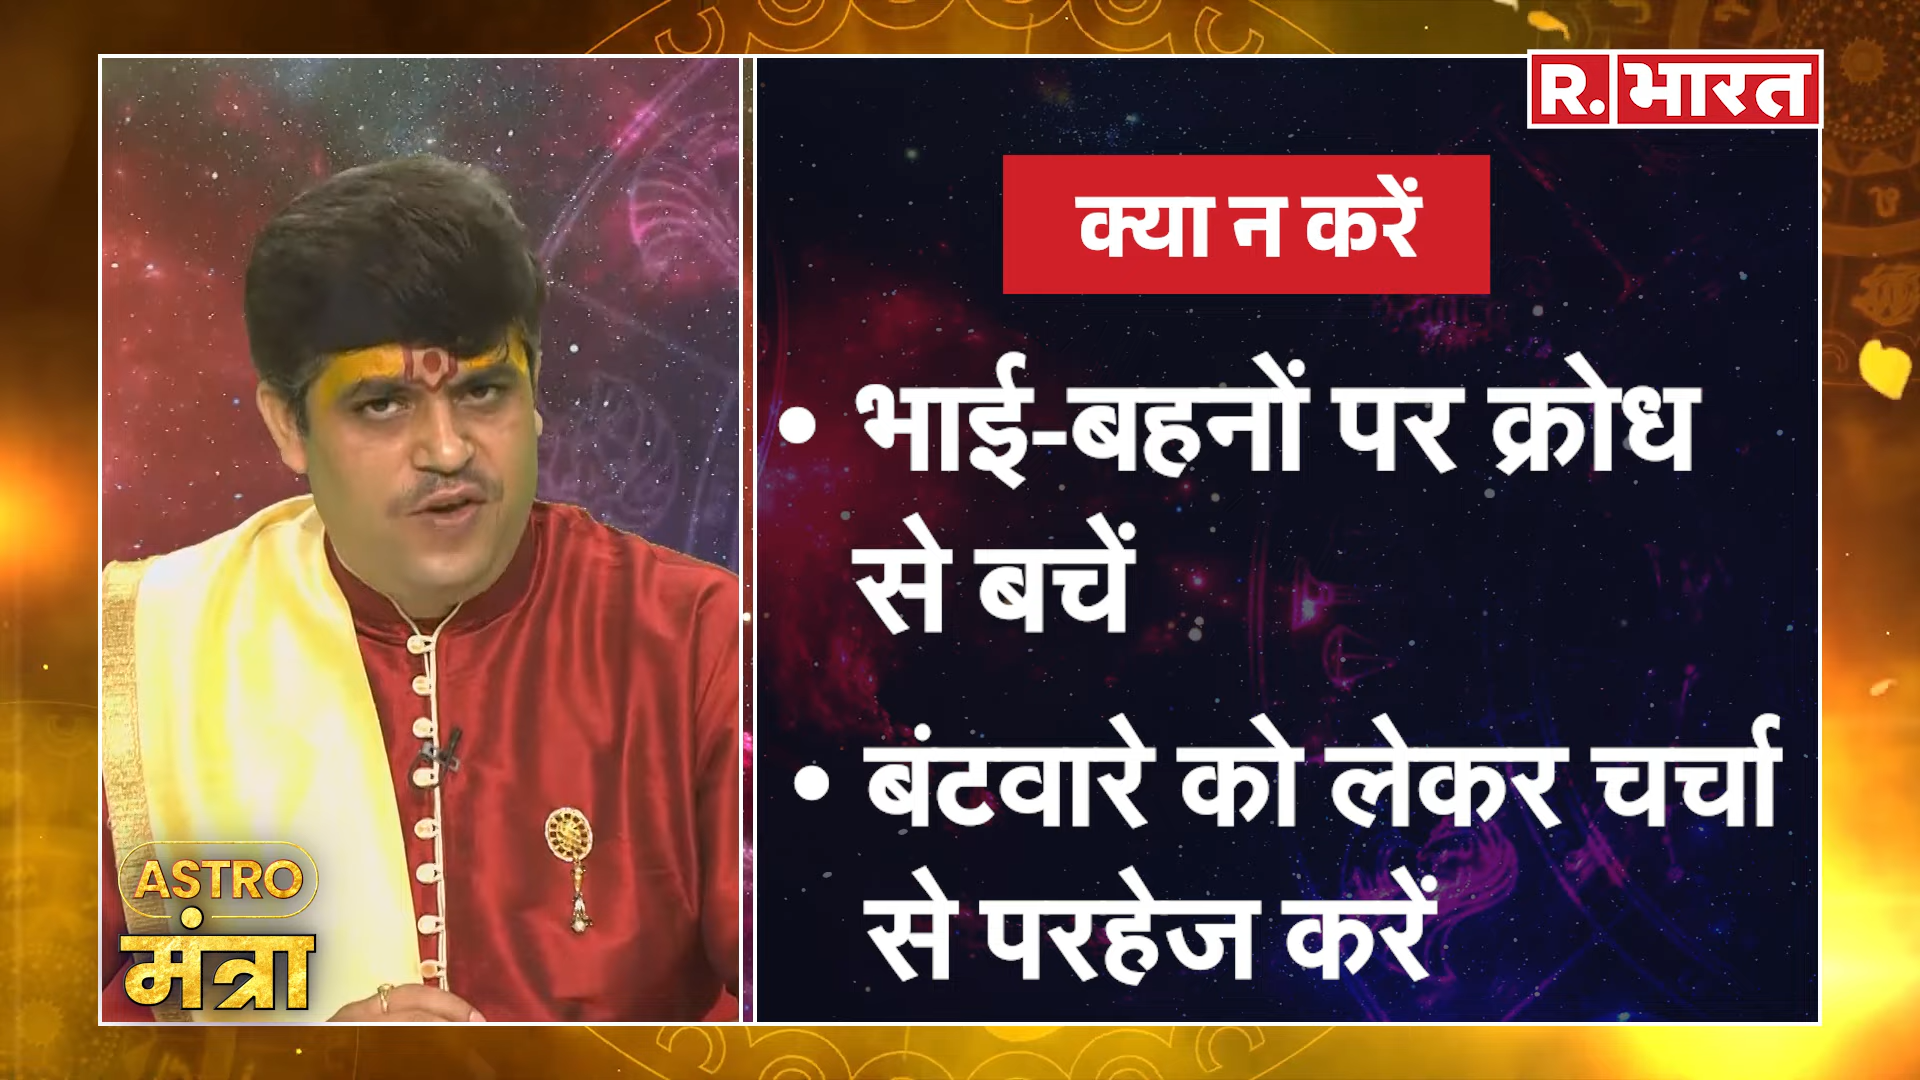 R. भारत
क्या न करें
• भाई-बहनों पर क्रोध
से बचें
• बंटवारे को लेकर चर्चा
से परहेज करें
ASTRO
मंत्रा